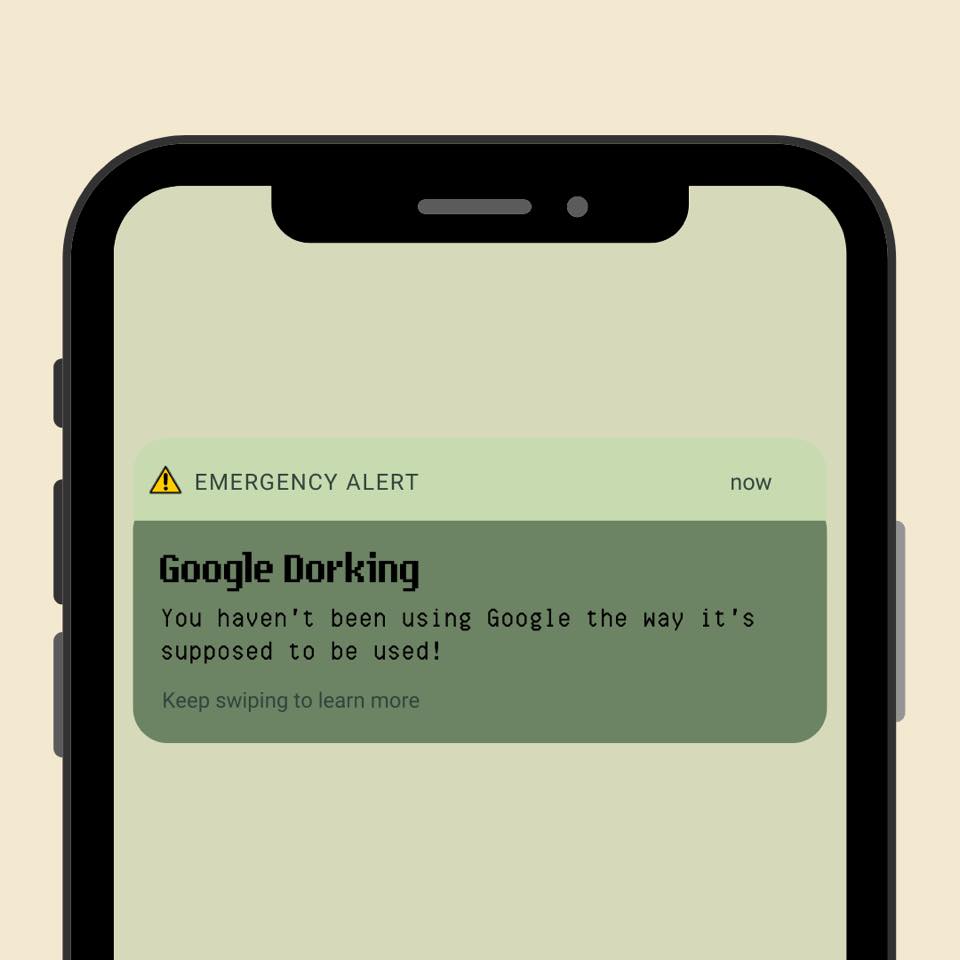 EMERGENCY ALERT now
Google Dorking
You haven't been using Google the way it's
supposed to be used!
Keep swiping to learn more